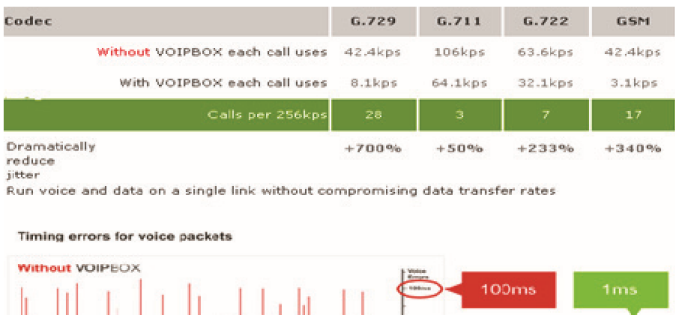 Codec G.729 G.711 G.722 GSM
Without VOIPBOX each call uses 42.4kps 106kps 63.6kps 42.4kps
With VOIPBOX each call uses 8.1kps 64.1kps 32.1kps 3.1kps
Calls per 256kps 28 3 7 17
Dramatically +700% +50% +233% +340%
reduce
jitter
Run voice and data on a single link without compromising data transfer rates
Timing errors for voice packets
Without VOIPBOX
Voice
Errors
100ms
100ms 1ms